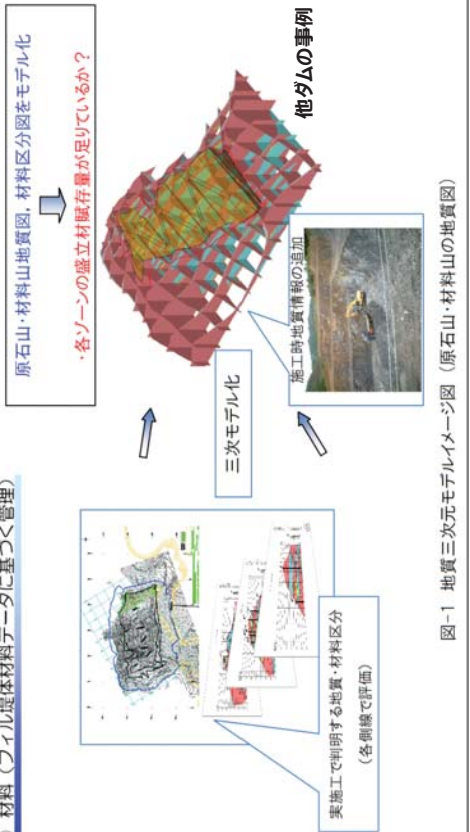 材料（フィル堤体材料データに基づく管理）
原石山・材料山地質図，材料区分図をモデル化
・各ゾーンの盛立材賦存量が足りているか？
他ダムの事例
三次モデル化
施工時地質情報の追加
実施工で判明する地質・材料区分
（各側線で評価）
図-1 地質三次元モデルイメージ図（原石山・材料山の地質図）